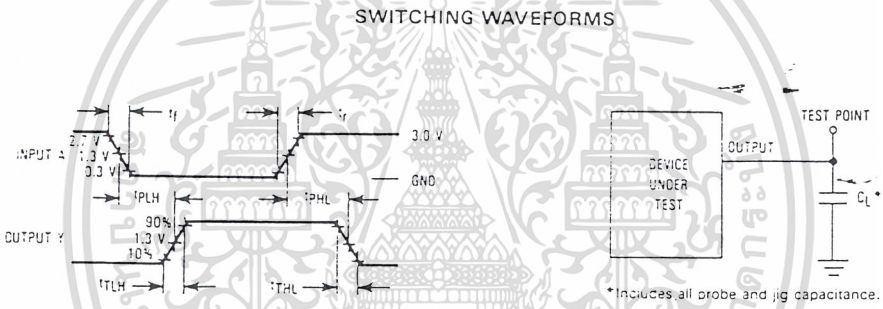 SWITCHING WAVEFORMS
tf
tr
2.7 V
1.3 V
0.3 V
INPUT A
3.0 V
GND
tPLH
tPHL
90%
1.3 V
10%
OUTPUT Y
tTLH
tTHL
DEVICE
UNDER
TEST
OUTPUT
TEST POINT
CL*
*Includes all probe and jig capacitance.